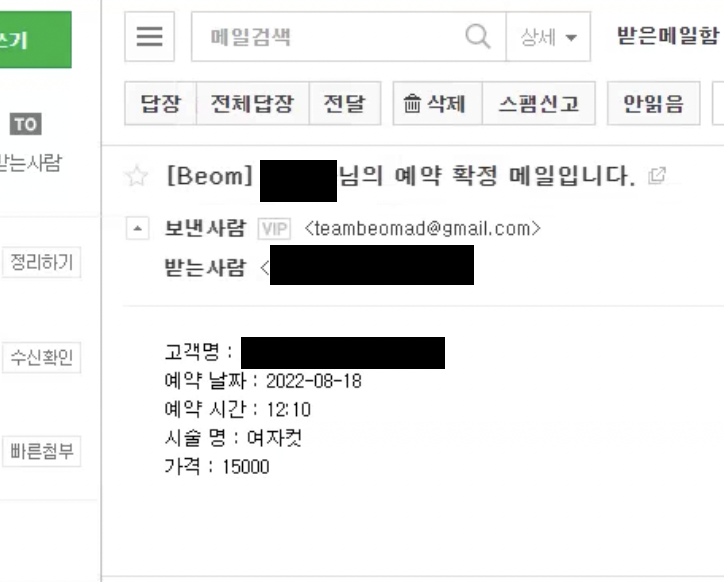 쓰기
메일검색
상세
받은메일함
답장 전체답장 전달 삭제 스팸신고 안읽음
TO
받는사람
[Beom] 님의 예약 확정 메일입니다.
보낸사람 VIP <teambeomad@gmail.com>
받는사람 <
정리하기
수신확인
빠른첨부
고객명 :
예약 날짜 : 2022-08-18
예약 시간 : 12:10
시술 명 : 여자컷
가격 : 15000